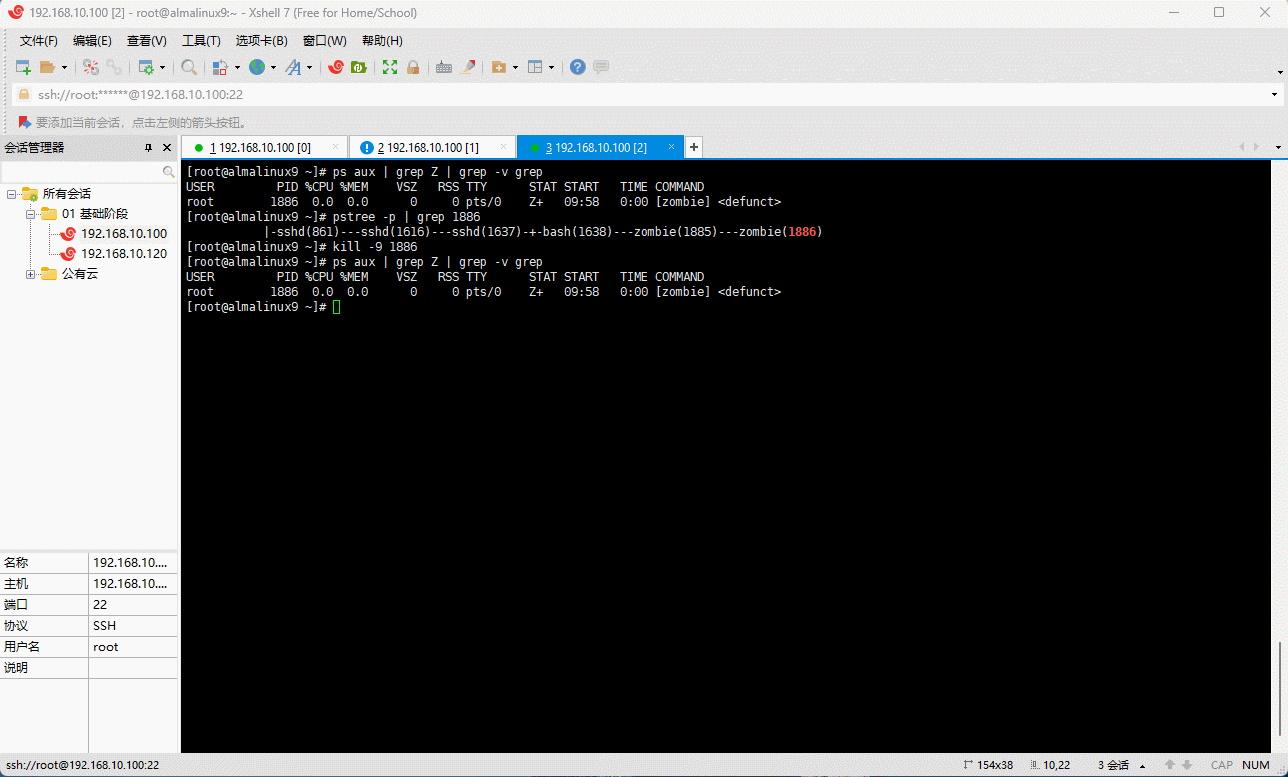 192.168.10.100 [2] - root@almalinux9:~ - Xshell 7 (Free for Home/School)
文件(F) 编辑(E) 查看(V) 工具(T) 选项卡(B) 窗口(W) 帮助(H)
ssh://root:******@192.168.10.100:22
要添加当前会话，点击左侧的箭头按钮。
会话管理器
1 192.168.10.100 [0]
2 192.168.10.100 [1]
3 192.168.10.100 [2]
所有会话
01 基础阶段
192.168.10.100
192.168.10.120
公有云
[root@almalinux9 ~]# ps aux | grep Z | grep -v grep
USER PID %CPU %MEM VSZ RSS TTY STAT START TIME COMMAND
root 1886 0.0 0.0 0 0 pts/0 Z+ 09:58 0:00 [zombie] <defunct>
[root@almalinux9 ~]# pstree -p | grep 1886
|-sshd(861)---sshd(1616)---sshd(1637)-+-bash(1638)---zombie(1885)---zombie(1886)
[root@almalinux9 ~]# kill -9 1886
[root@almalinux9 ~]# ps aux | grep Z | grep -v grep
USER PID %CPU %MEM VSZ RSS TTY STAT START TIME COMMAND
root 1886 0.0 0.0 0 0 pts/0 Z+ 09:58 0:00 [zombie] <defunct>
[root@almalinux9 ~]#
名称 192.168.10....
主机 192.168.10....
端口 22
协议 SSH
用户名 root
说明
ssh://root@192.168.10.100:22 154x38 10,22 3 会话 CAP NUM